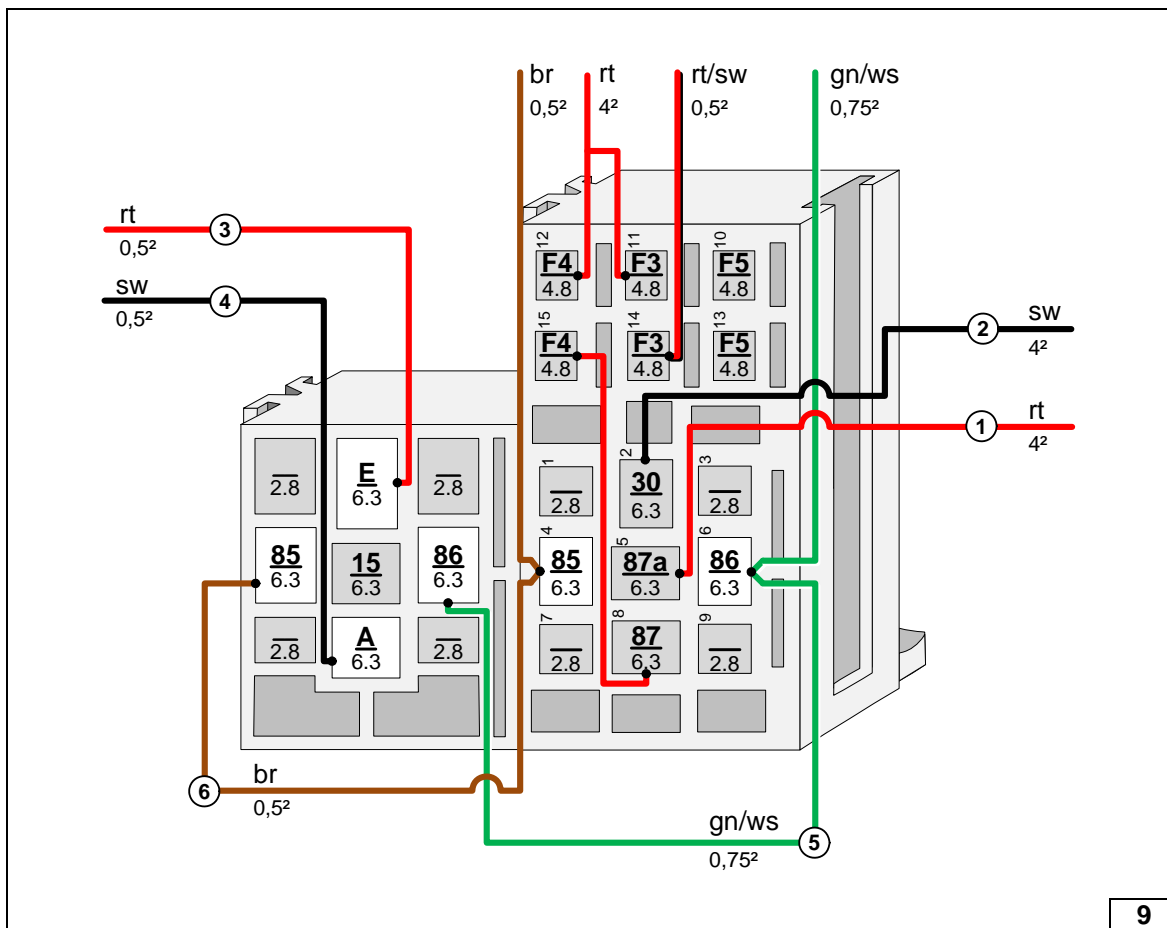 br rt rt/sw gn/ws
0,5² 4² 0,5² 0,75²
rt 3
0,5²
sw 4
0,5²
12 11 10
F4 F3 F5
4.8 4.8 4.8
15 14 13
F4 F3 F5
4.8 4.8 4.8
2 sw
4²
1 rt
4²
E
2.8 6.3 2.8
85 15 86
6.3 6.3 6.3
A
2.8 6.3 2.8
1 2 3
30
2.8 6.3 2.8
4 5 6
85 87a 86
6.3 6.3 6.3
7 8 9
87
2.8 6.3 2.8
6 br
0,5²
gn/ws 5
0,75²
9